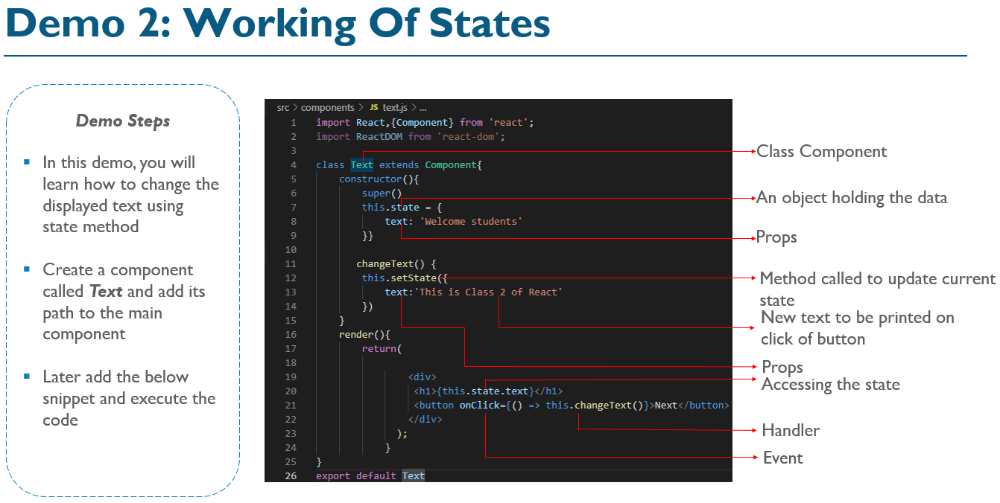 Demo 2: Working Of States
Demo Steps
▪ In this demo, you will
learn how to change the
displayed text using
state method
▪ Create a component
called Text and add its
path to the main
component
▪ Later add the below
snippet and execute the
code
src > components > JS text.js > ...
1 import React,{Component} from 'react';
2 import ReactDOM from 'react-dom';
3
4 class Text extends Component{
5 constructor(){
6 super()
7 this.state = {
8 text: 'Welcome students'
9 }}
10
11 changeText() {
12 this.setState({
13 text:'This is Class 2 of React'
14 })
15 }
16 render(){
17 return(
18
19 <div>
20 <h1>{this.state.text}</h1>
21 <button onClick={() => this.changeText()}>Next</button>
22 </div>
23 );
24 }
25 }
26 export default Text
Class Component
An object holding the data
Props
Method called to update current
state
New text to be printed on
click of button
Props
Accessing the state
Handler
Event